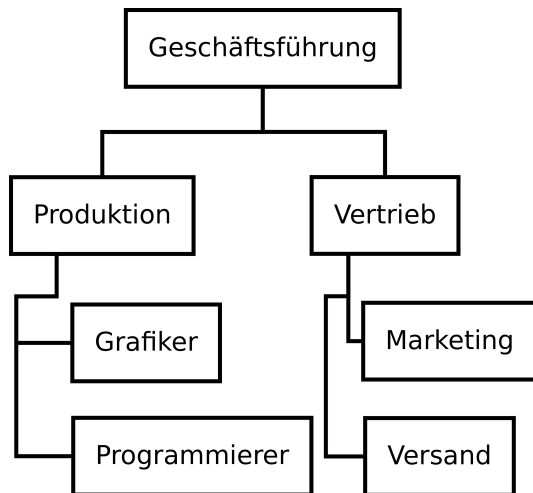 Geschäftsführung
Produktion
Vertrieb
Grafiker
Marketing
Programmierer
Versand